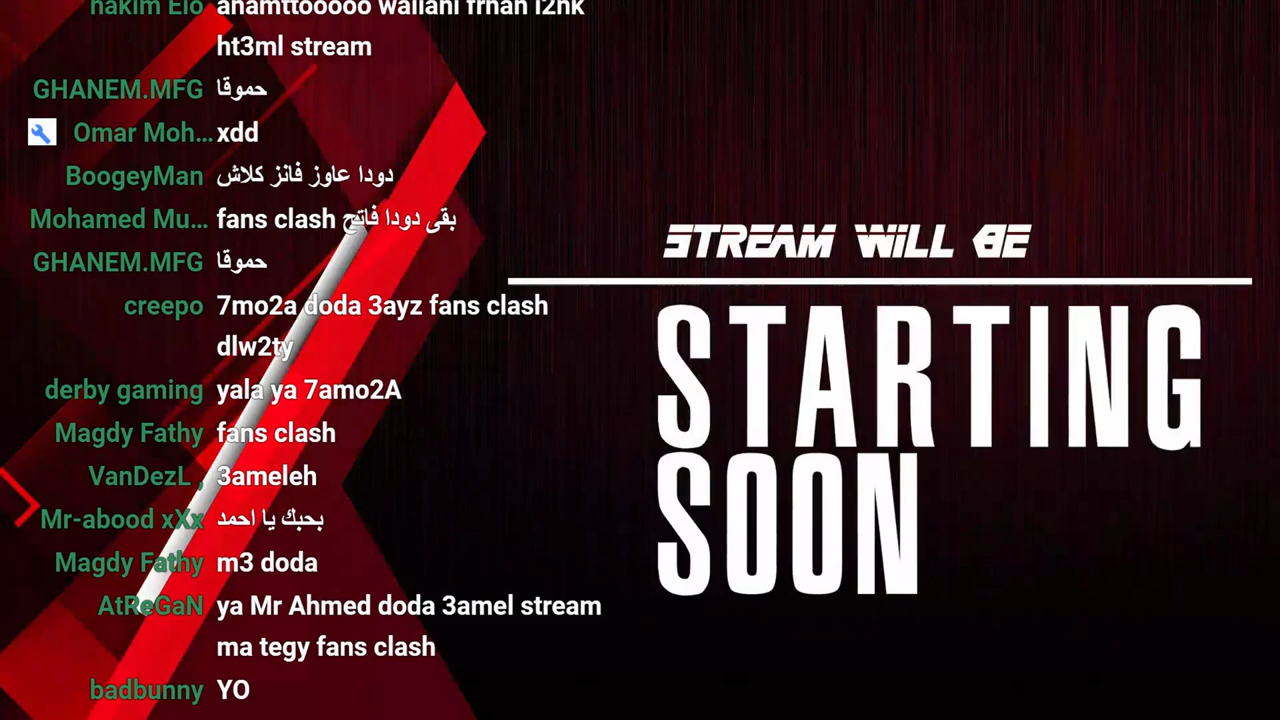 hakim Elo anamttooooo wallahi frhan l2nk
ht3ml stream
GHANEM.MFG حموقا
Omar Moh... xdd
BoogeyMan دودا عاوز فانز كلاش
Mohamed Mu... fans clash بقى دودا فاتح
GHANEM.MFG حموقا
creepo 7mo2a doda 3ayz fans clash
dlw2ty
derby gaming yala ya 7amo2A
Magdy Fathy fans clash
VanDezL , 3ameleh
Mr-abood xXx بحبك يا احمد
Magdy Fathy m3 doda
AtReGaN ya Mr Ahmed doda 3amel stream
ma tegy fans clash
badbunny YO
STREAM WILL BE
STARTING
SOON